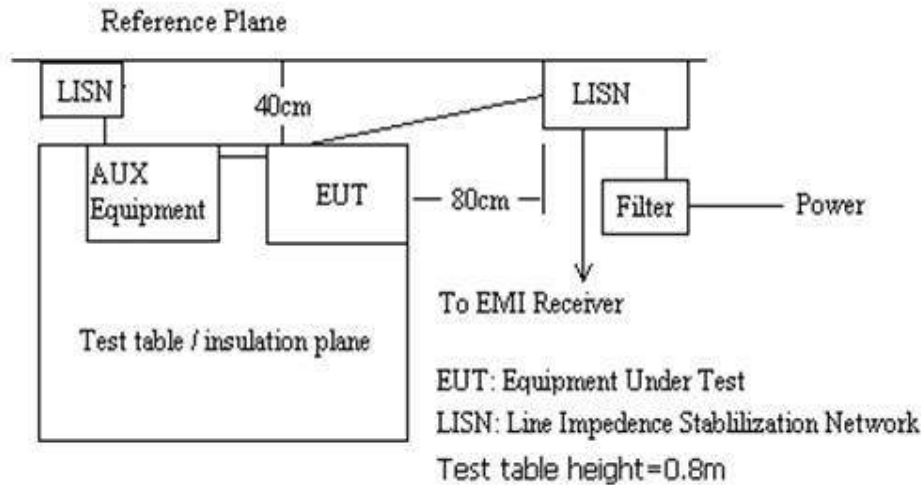 Reference Plane
LISN
40cm
LISN
AUX
Equipment
EUT
80cm
Filter
Power
To EMI Receiver
Test table / insulation plane
EUT: Equipment Under Test
LISN: Line Impedence Stablilization Network
Test table height=0.8m